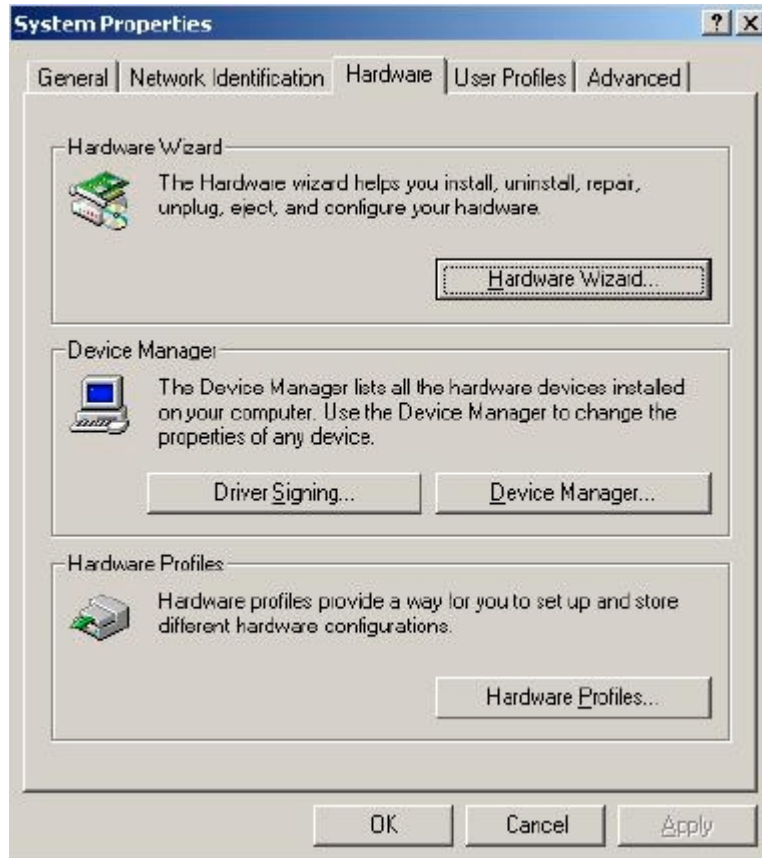 System Properties
General Network Identification Hardware User Profiles Advanced
Hardware Wizard
The Hardware wizard helps you install, uninstall, repair,
unplug, eject, and configure your hardware.
Hardware Wizard...
Device Manager
The Device Manager lists all the hardware devices installed
on your computer. Use the Device Manager to change the
properties of any device.
Driver Signing... Device Manager...
Hardware Profiles
Hardware profiles provide a way for you to set up and store
different hardware configurations.
Hardware Profiles...
OK Cancel Apply